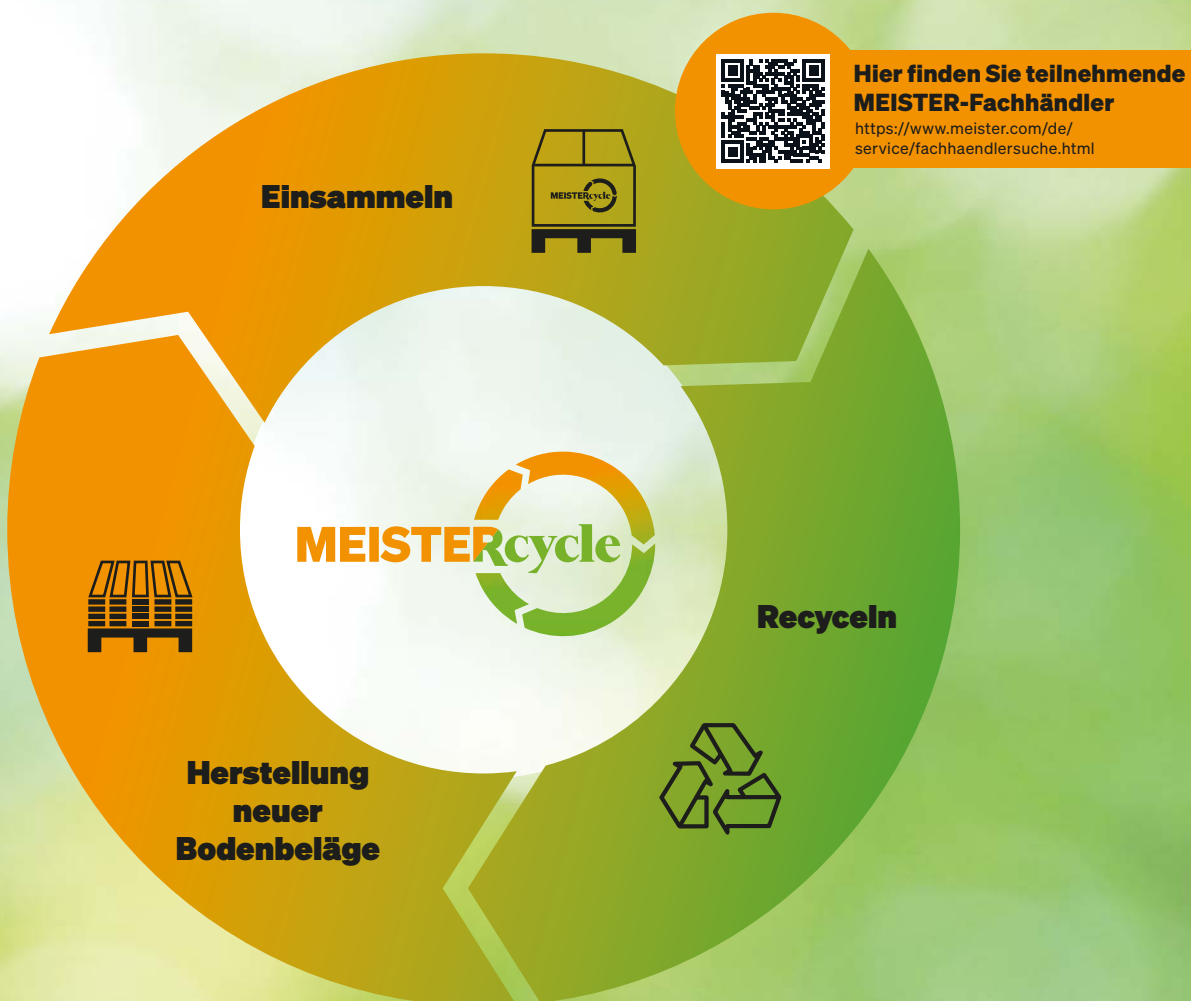 Hier finden Sie teilnehmende
MEISTER-Fachhändler
https://www.meister.com/de/
service/fachhaendlersuche.html
Einsammeln
MEISTERcycle
MEISTERcycle
Recyceln
Herstellung
neuer
Bodenbeläge